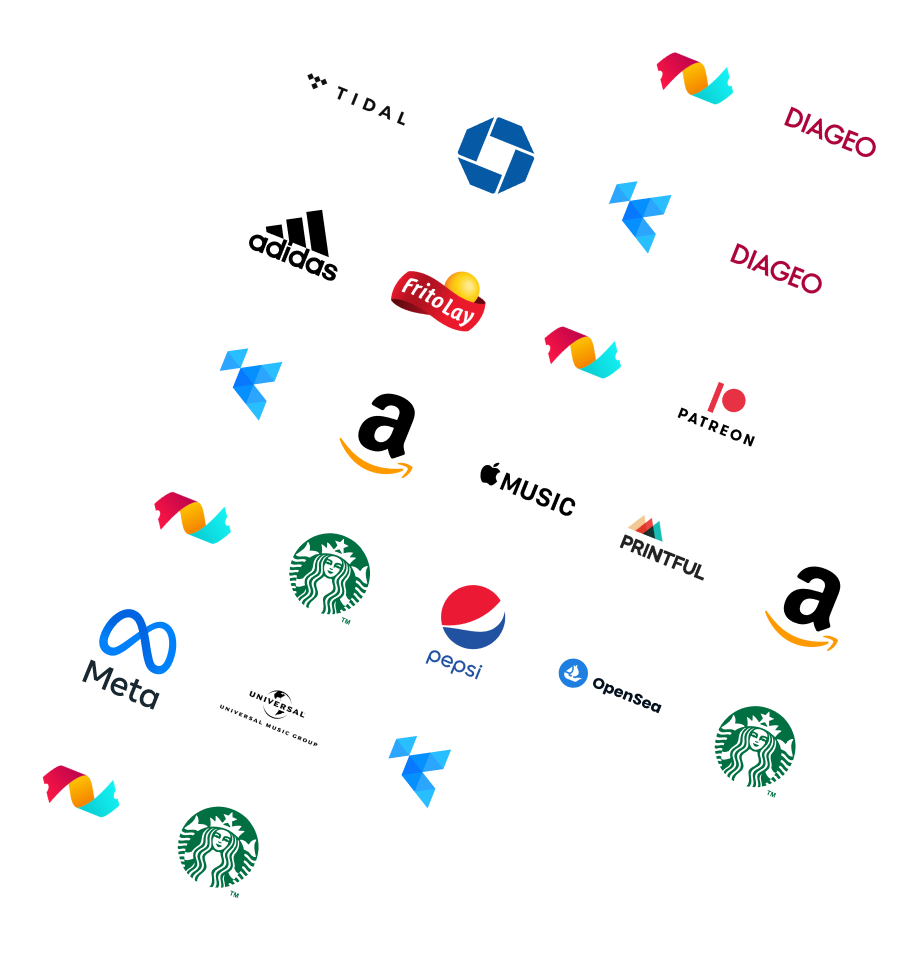 TIDAL
DIAGEO
adidas
DIAGEO
FritoLay
PATREON
a
MUSIC
PRINTFUL
a
TM
pepsi
Meta
OpenSea
UNIVERSAL
UNIVERSAL MUSIC GROUP
TM
TM